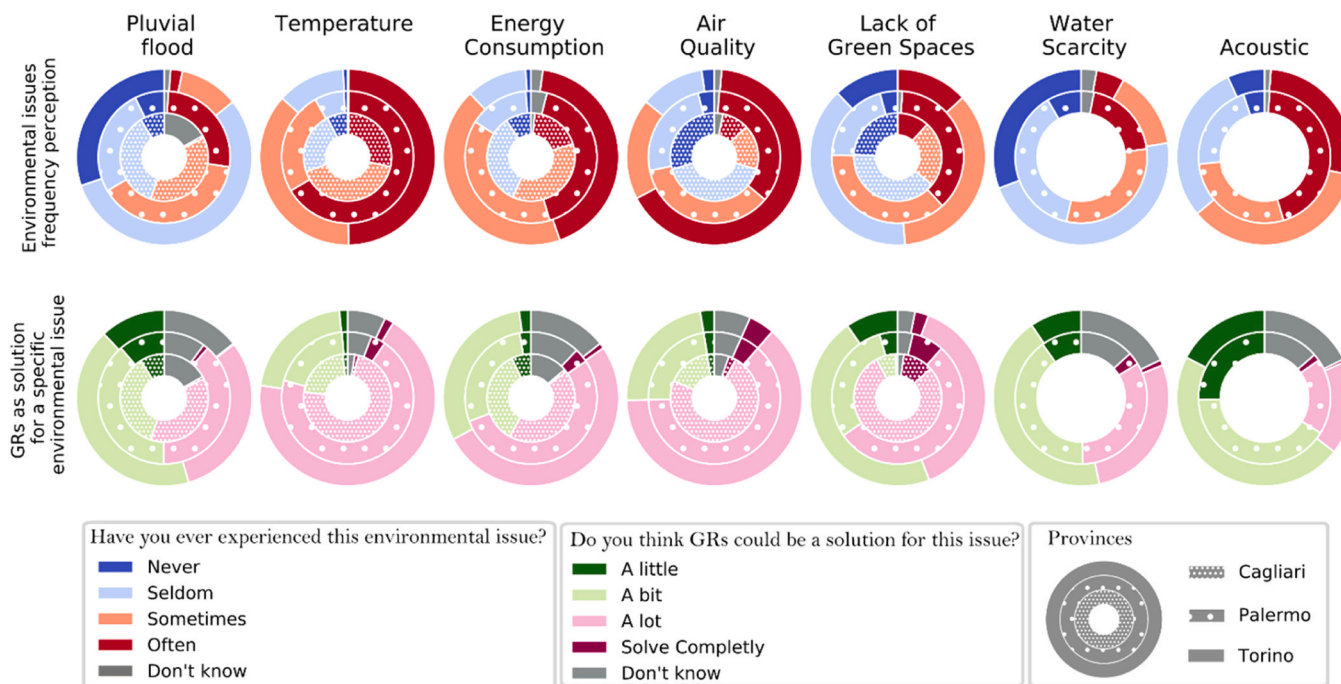 Pluvial
flood
Temperature
Energy
Consumption
Air
Quality
Lack of
Green Spaces
Water
Scarcity
Acoustic
Environmental issues
frequency perception
GRs as solution
for a specific
environmental issue
Have you ever experienced this environmental issue?
Never
Seldom
Sometimes
Often
Don't know
Do you think GRs could be a solution for this issue?
A little
A bit
A lot
Solve Completly
Don't know
Provinces
Cagliari
Palermo
Torino